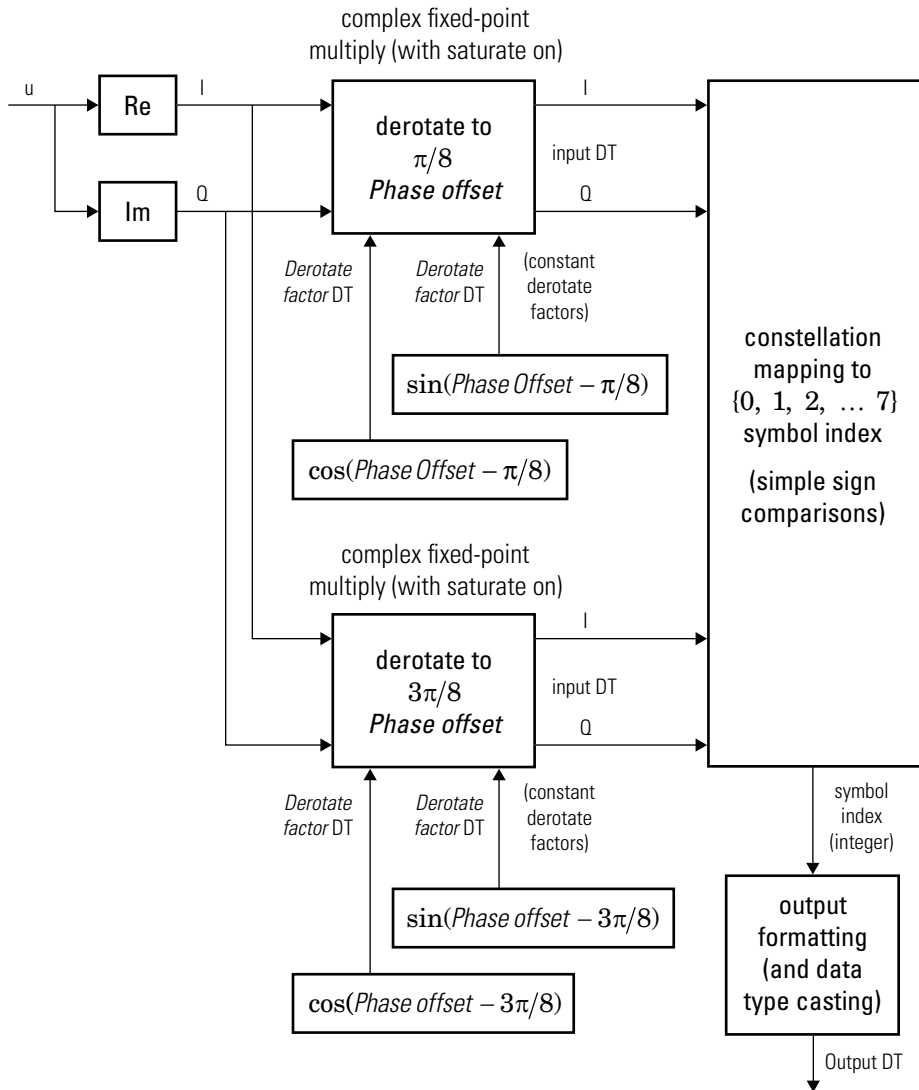 complex fixed-point
multiply (with saturate on)
u
Re
I
derotate to
π/8
Phase offset
I
input DT
Q
Im
Q
Derotate
factor DT
Derotate
factor DT
(constant
derotate
factors)
sin(Phase Offset − π/8)
cos(Phase Offset − π/8)
constellation
mapping to
{0, 1, 2, … 7}
symbol index
(simple sign
comparisons)
complex fixed-point
multiply (with saturate on)
derotate to
3π/8
Phase offset
I
input DT
Q
Derotate
factor DT
Derotate
factor DT
(constant
derotate
factors)
sin(Phase offset − 3π/8)
cos(Phase offset − 3π/8)
symbol
index
(integer)
output
formatting
(and data
type casting)
Output DT